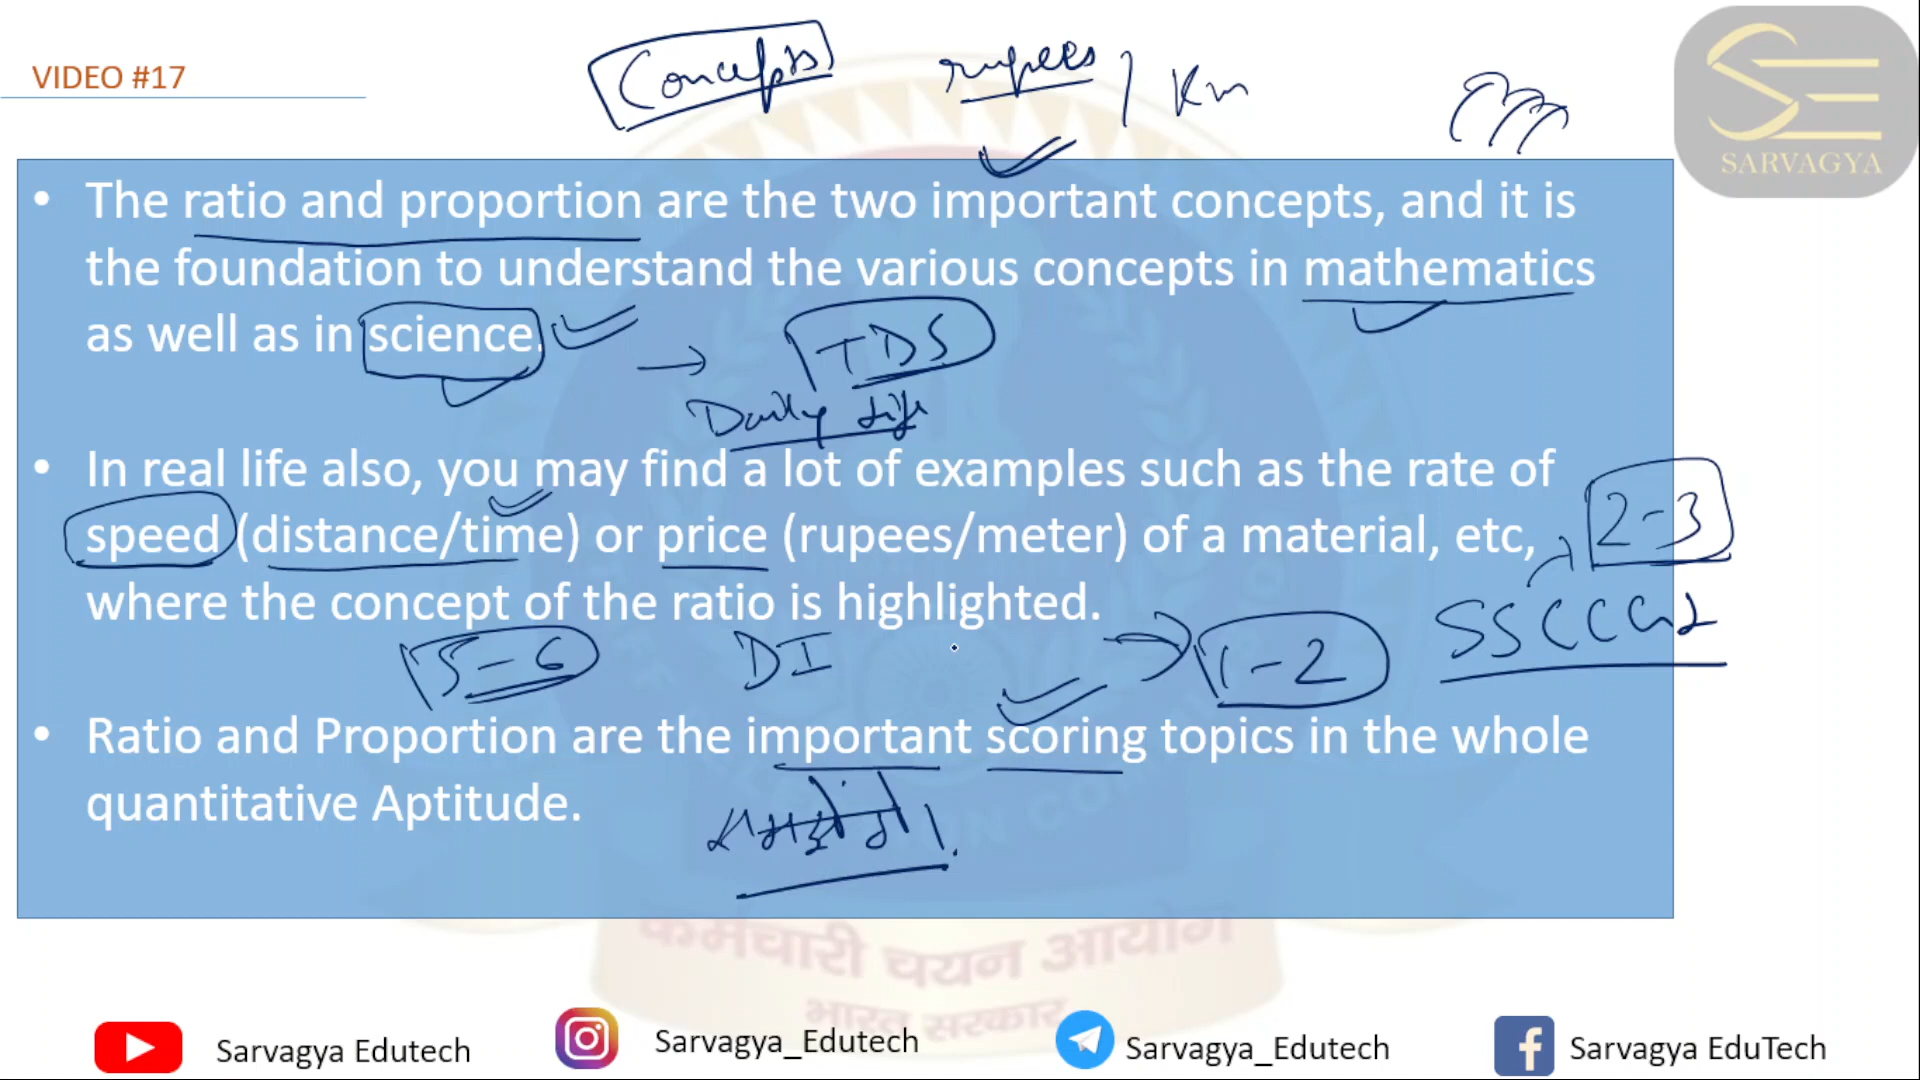 VIDEO #17
Concepts
rupees / Km
SARVAGYA
• The ratio and proportion are the two important concepts, and it is
the foundation to understand the various concepts in mathematics
as well as in science.
→ TDS
Daily life
• In real life also, you may find a lot of examples such as the rate of
speed (distance/time) or price (rupees/meter) of a material, etc,
2-3
where the concept of the ratio is highlighted.
5-6 DI 1-2 SSC CGL
• Ratio and Proportion are the important scoring topics in the whole
quantitative Aptitude.
कर्मचारी चयन आयोग
भारत सरकार
Sarvagya Edutech
Sarvagya_Edutech
Sarvagya_Edutech
Sarvagya EduTech